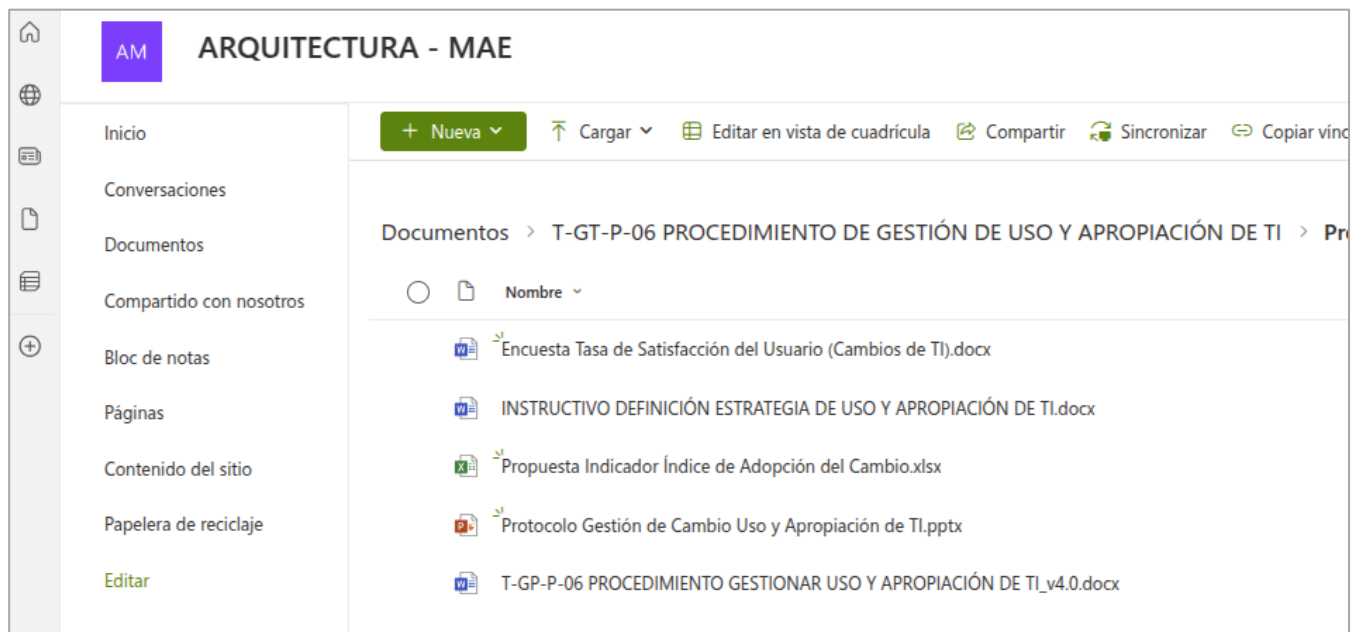 AM
ARQUITECTURA - MAE
Inicio
Conversaciones
Documentos
Compartido con nosotros
Bloc de notas
Páginas
Contenido del sitio
Papelera de reciclaje
Editar
+ Nueva Cargar Editar en vista de cuadrícula Compartir Sincronizar Copiar vínc
Documentos > T-GT-P-06 PROCEDIMIENTO DE GESTIÓN DE USO Y APROPIACIÓN DE TI > Pr
Nombre
Encuesta Tasa de Satisfacción del Usuario (Cambios de TI).docx
INSTRUCTIVO DEFINICIÓN ESTRATEGIA DE USO Y APROPIACIÓN DE TI.docx
Propuesta Indicador Índice de Adopción del Cambio.xlsx
Protocolo Gestión de Cambio Uso y Apropiación de TI.pptx
T-GP-P-06 PROCEDIMIENTO GESTIONAR USO Y APROPIACIÓN DE TI_v4.0.docx